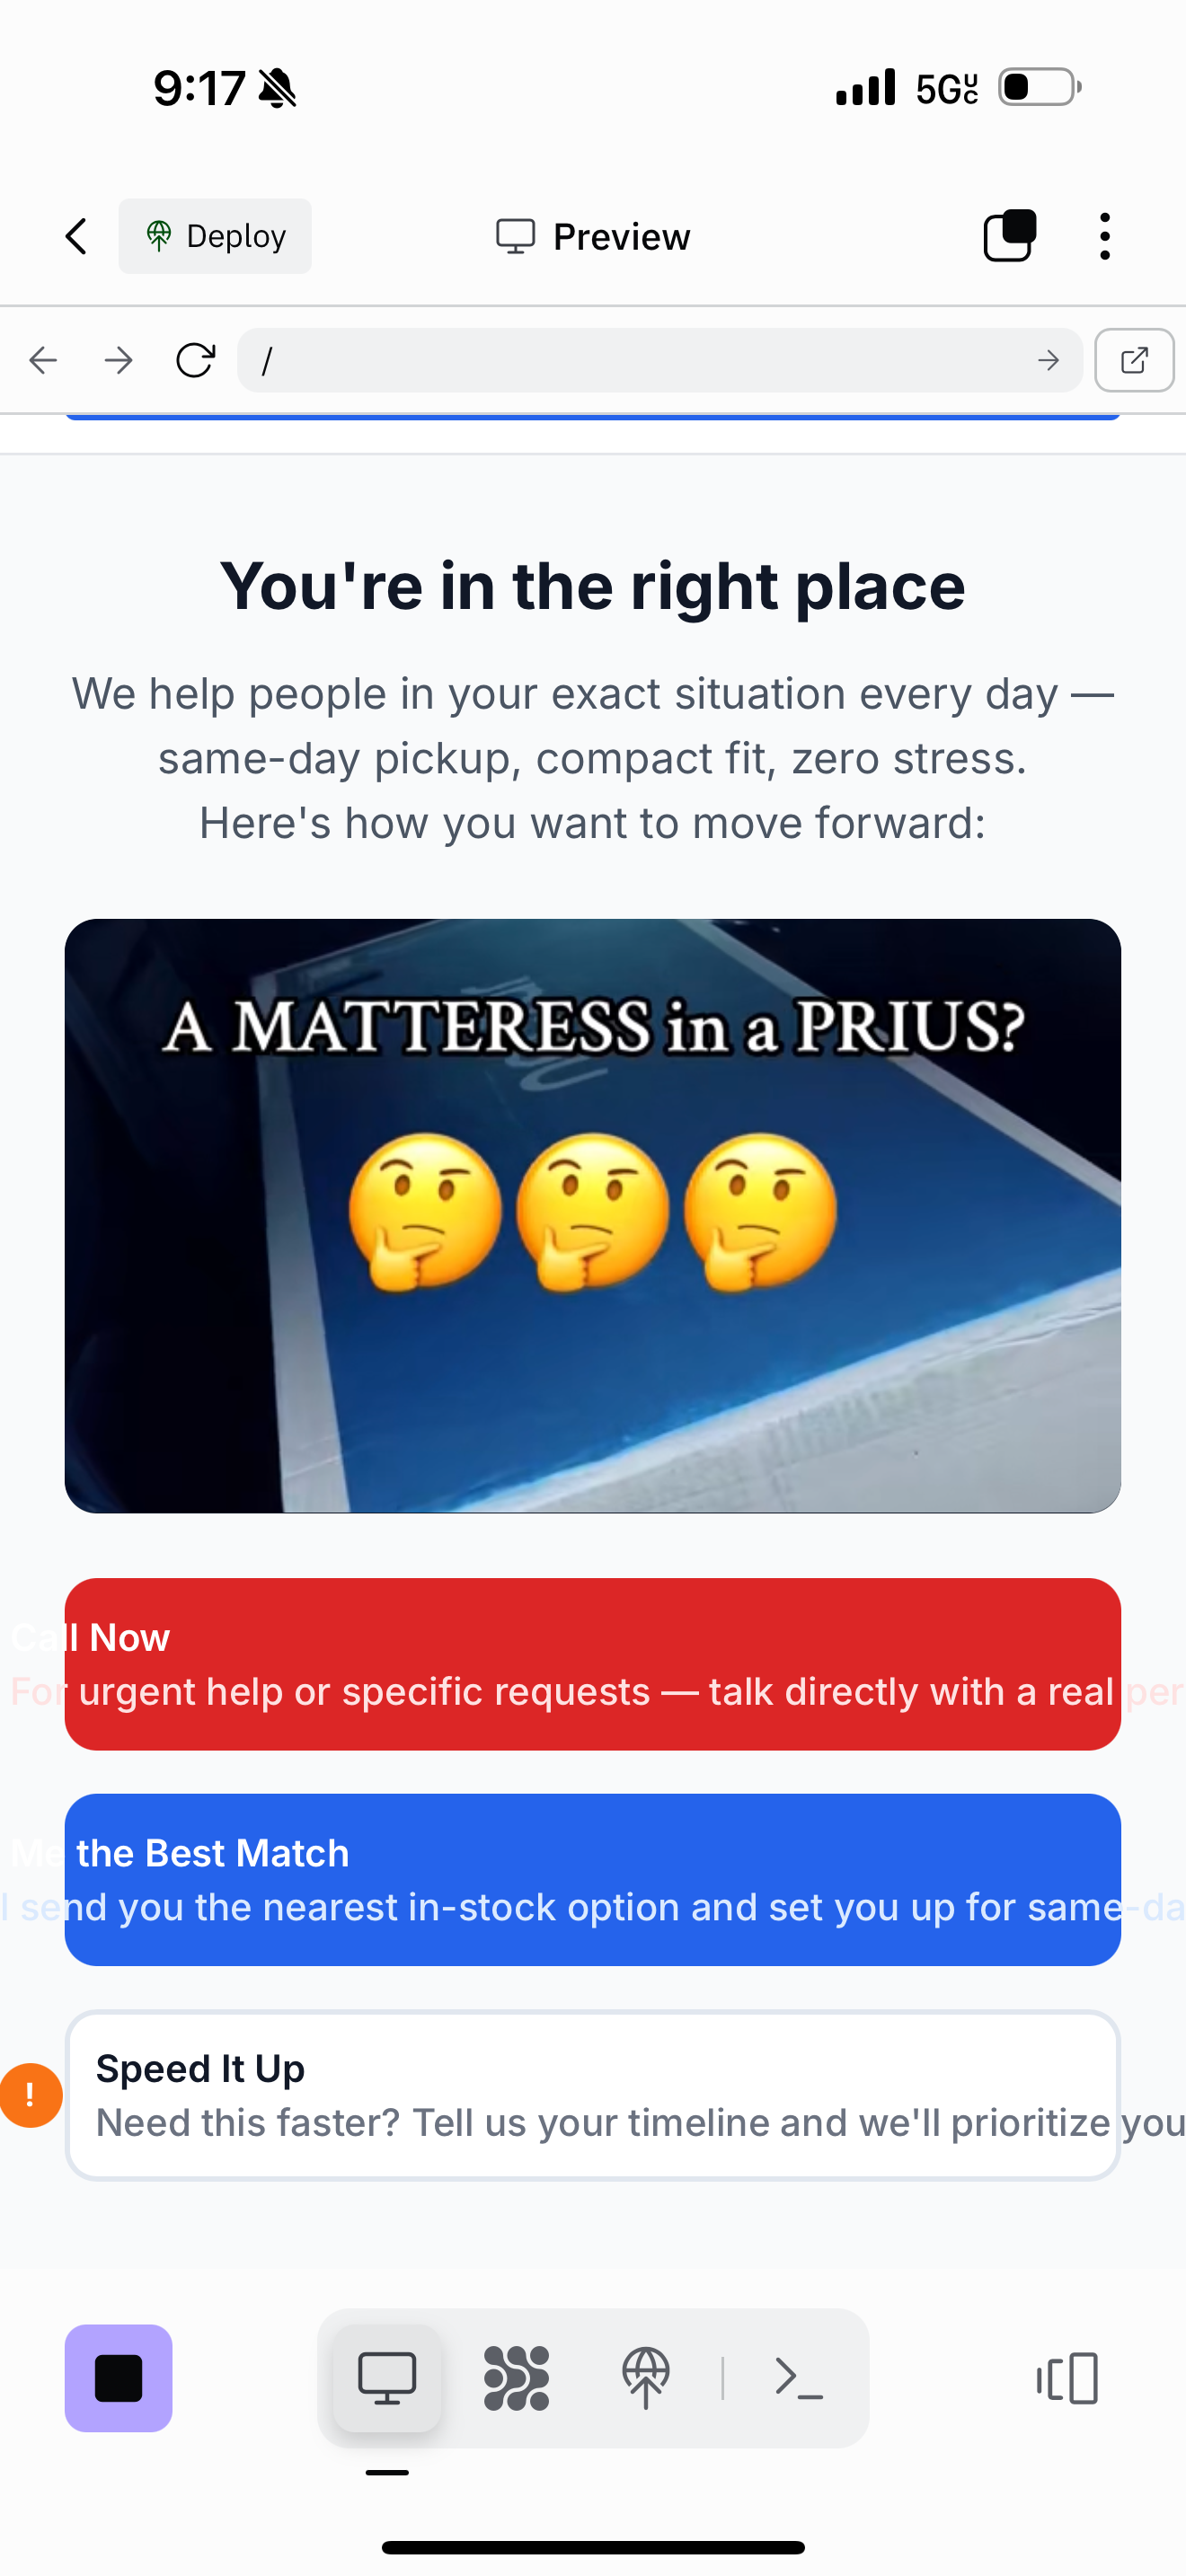 9:17
5G UC
Deploy
Preview
/
You're in the right place
We help people in your exact situation every day —
same-day pickup, compact fit, zero stress.
Here's how you want to move forward:
A MATTERESS in a PRIUS?
Call Now
For urgent help or specific requests — talk directly with a real per
Me the Best Match
l send you the nearest in-stock option and set you up for same-da
!
Speed It Up
Need this faster? Tell us your timeline and we'll prioritize you